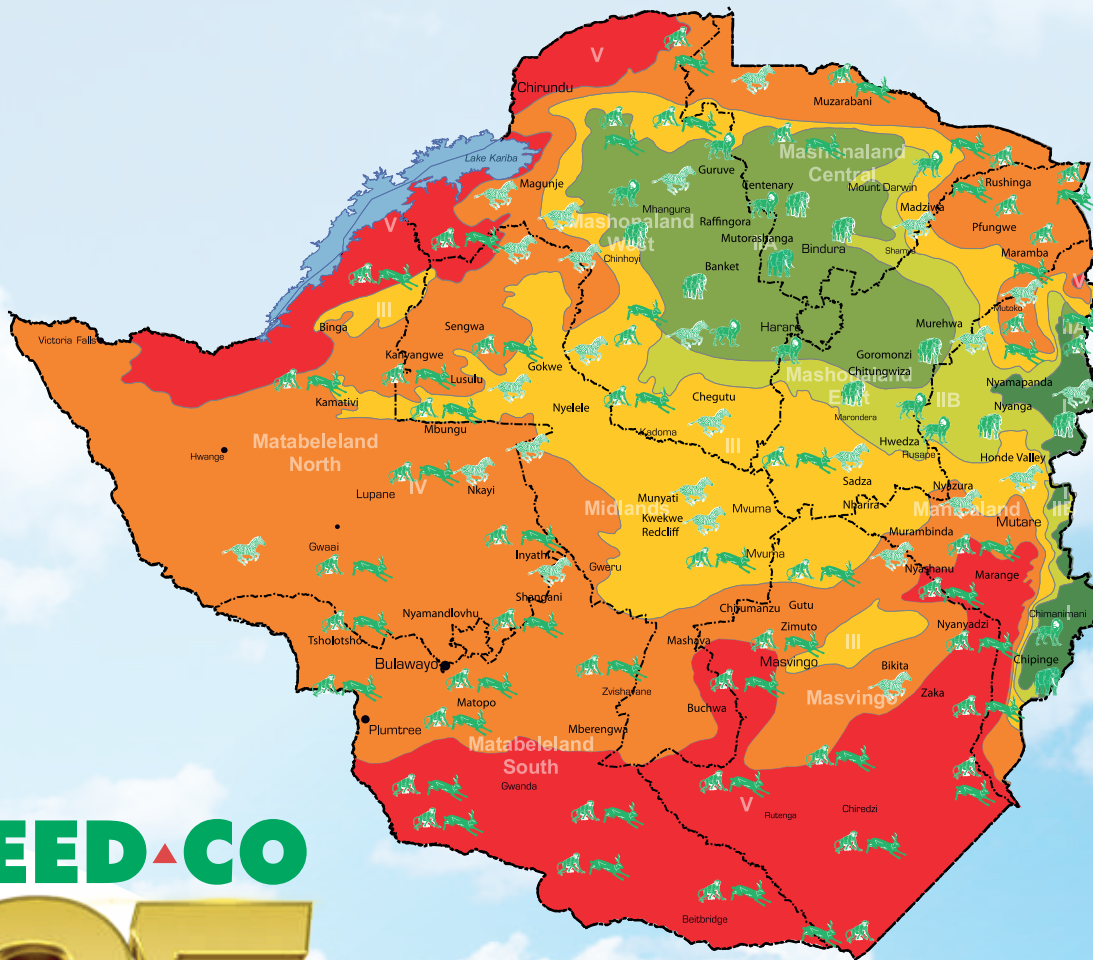 V
Chirundu
Muzarabani
Lake Kariba
Mashonaland
Central
Guruve
Magunje
Centenary
Mount Darwin
Rushinga
Mhangura
Madziwa
Raffingora
Pfungwe
V
Mashonaland
West
Mutorashanga
IIA
Bindura
Shamva
Maramba
Chinhoyi
Banket
V
III
Mutoko
Binga
Sengwa
Harare
Murehwa
IIA
Victoria Falls
Kanyangwe
Goromonzi
Gokwe
Chitungwiza
Lusulu
Mashonaland
East
Nyamapanda
Kamativi
Chegutu
IIB
Nyelele
Nyanga
I
Marondera
Mbungu
Kadoma
Matabeleland
North
III
Hwedza
Rusape
Hwange
Honde Valley
Lupane
IV
Nkayi
Sadza
Nyazura
Munyati
Midlands
Mvuma
Nharira
Manicaland
I
III
Kwekwe
Redcliff
Mutare
Murambinda
Gwaai
Inyathi
Mvuma
Gweru
Nyashanu
Marange
Shangani
Chirumanzu
Gutu
Chimanimani
I
Nyamandlovhu
Zimuto
Nyanyadzi
Tsholotsho
Mashava
III
Bulawayo
Masvingo
Bikita
Chipinge
Matopo
Zvishavane
Buchwa
Masvingo
Zaka
Plumtree
Mberengwa
Matabeleland
South
Gwanda
V
Rutenga
Chiredzi
EED CO
Beitbridge